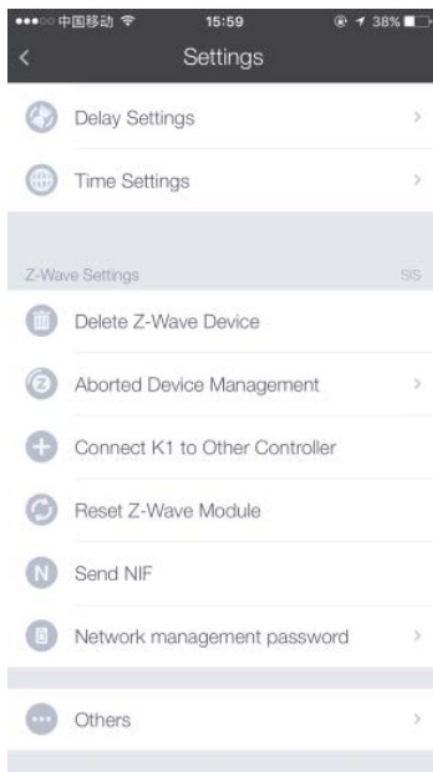 中国移动 15:59 38%
Settings
Delay Settings
Time Settings
Z-Wave Settings SIS
Delete Z-Wave Device
Aborted Device Management
Connect K1 to Other Controller
Reset Z-Wave Module
N Send NIF
Network management password
Others